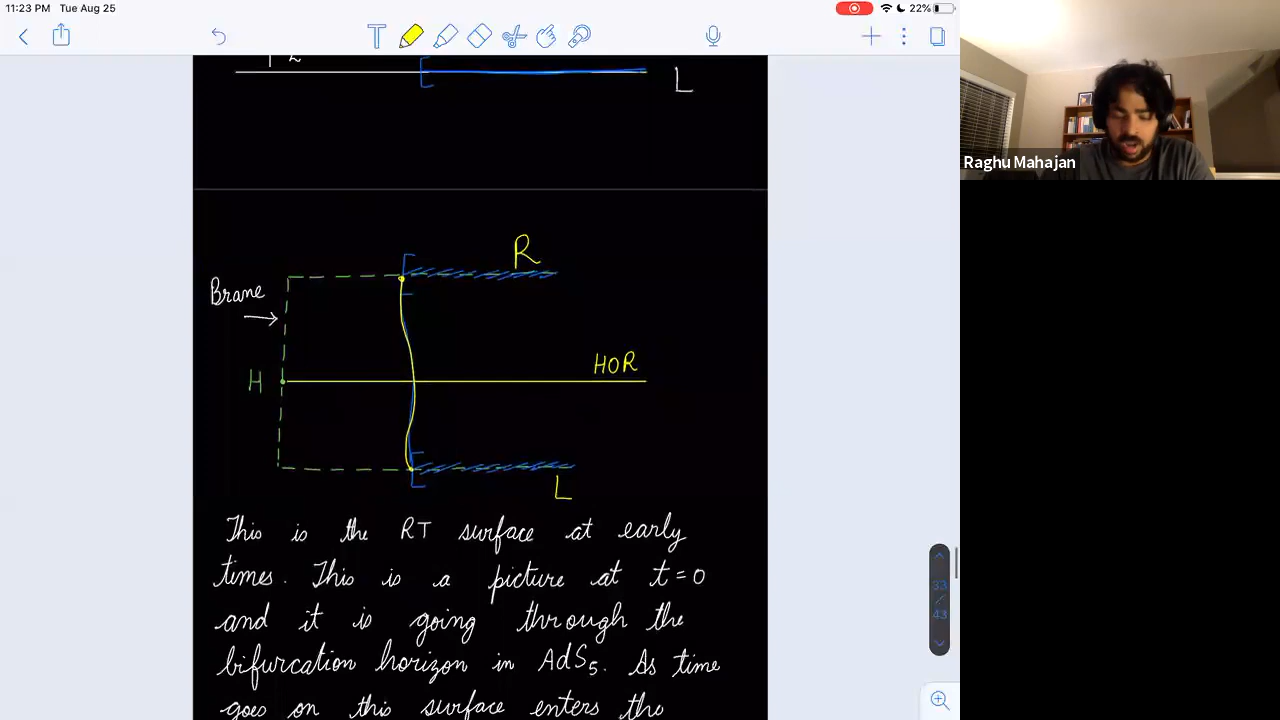 11:23 PM Tue Aug 25
22%
L
R
Brane
HOR
H
L
This is the RT surface at early
times. This is a picture at t=0
and it is going through the
bifurcation horizon in AdS5. As time
goes on this surface enters the
33
43
Raghu Mahajan